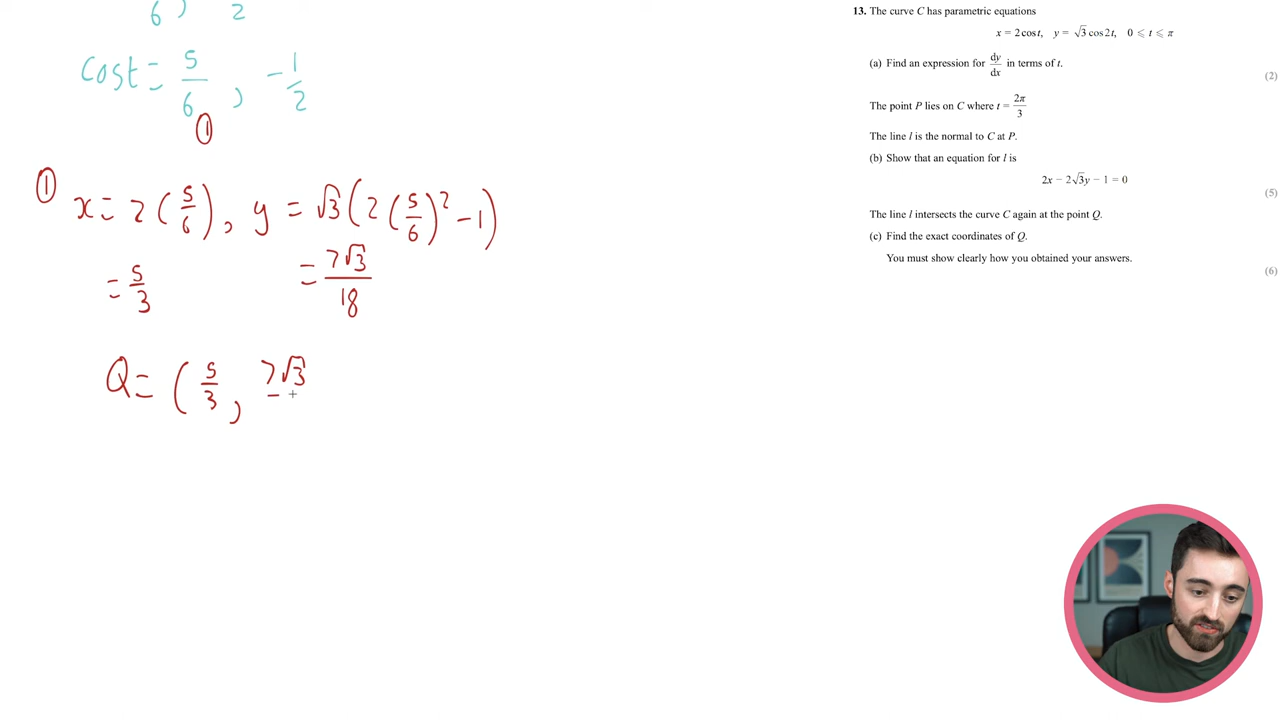 6 ) 2
cost = 5/6 , -1/2
①
① x = 2(5/6), y = √3(2(5/6)² - 1)
= 5/3 = 7√3/18
Q = (5/3, 7√3
13. The curve C has parametric equations
x = 2 cos t, y = √3 cos 2t, 0 ⩽ t ⩽ π
(a) Find an expression for dy/dx in terms of t.
(2)
The point P lies on C where t = 2π/3
The line l is the normal to C at P.
(b) Show that an equation for l is
2x − 2√3y − 1 = 0
(5)
The line l intersects the curve C again at the point Q.
(c) Find the exact coordinates of Q.
You must show clearly how you obtained your answers.
(6)